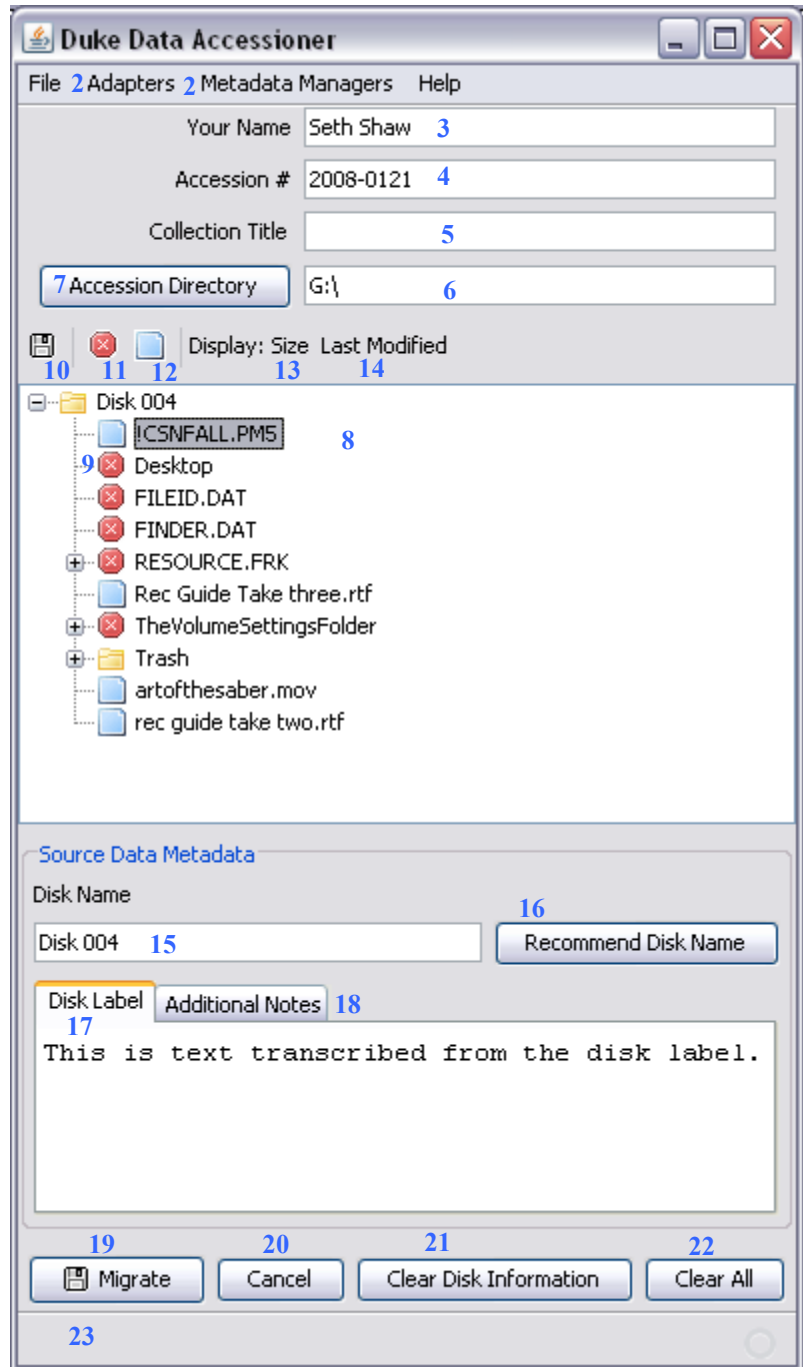 Duke Data Accessioner
File 2 Adapters 2 Metadata Managers Help
Your Name Seth Shaw 3
Accession # 2008-0121 4
Collection Title 5
7 Accession Directory G:\ 6
Display: Size Last Modified
10 11 12 13 14
Disk 004
!CSNFALL.PM5 8
9 Desktop
FILEID.DAT
FINDER.DAT
RESOURCE.FRK
Rec Guide Take three.rtf
TheVolumeSettingsFolder
Trash
artofthesaber.mov
rec guide take two.rtf
Source Data Metadata
Disk Name
16
Disk 004 15 Recommend Disk Name
Disk Label Additional Notes 18
17
This is text transcribed from the disk label.
19 20 21 22
Migrate Cancel Clear Disk Information Clear All
23